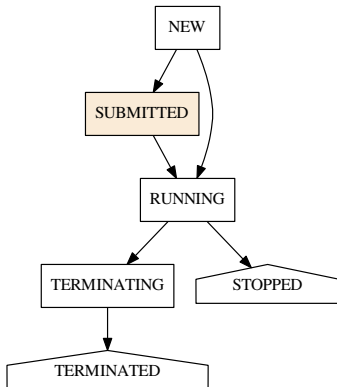 NEW
SUBMITTED
RUNNING
TERMINATING
STOPPED
TERMINATED